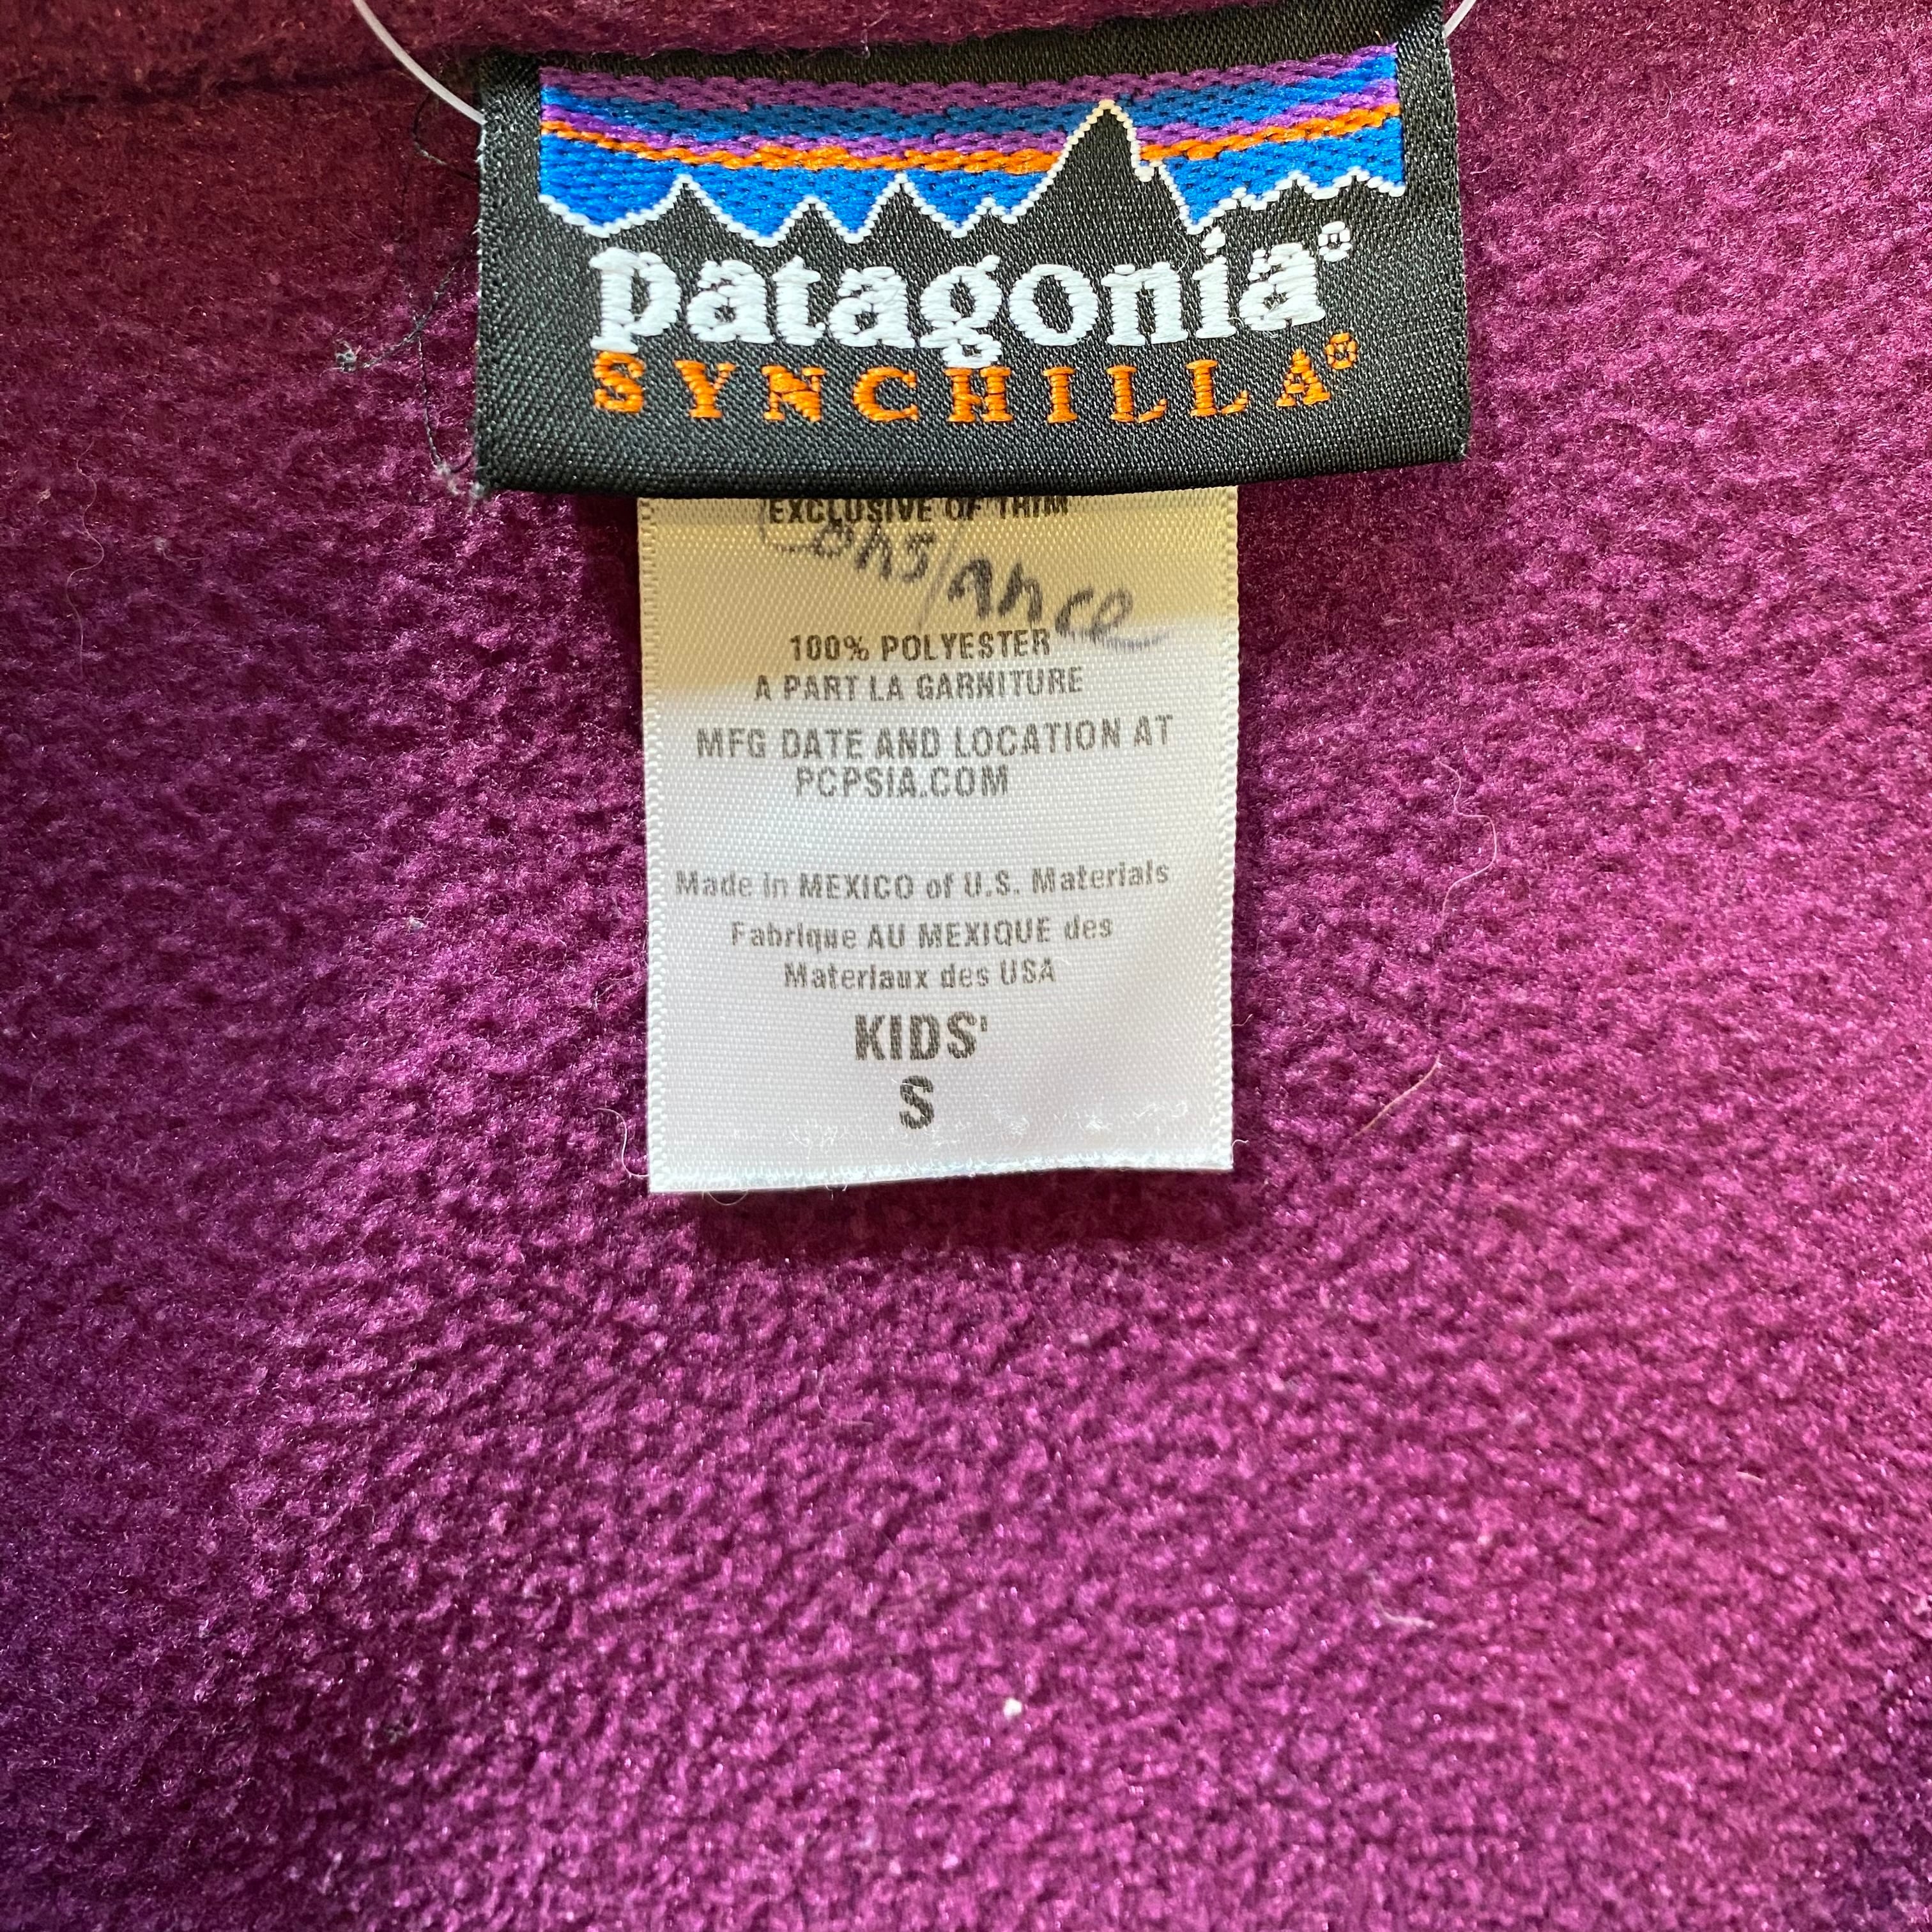 patagonia®
SYNCHILLA®
EXCLUSIVE OF TRIM
100% POLYESTER
A PART LA GARNITURE
MFG DATE AND LOCATION AT
PCPSIA.COM
Made in MEXICO of U.S. Materials
Fabrique AU MEXIQUE des
Materiaux des USA
KIDS'
S